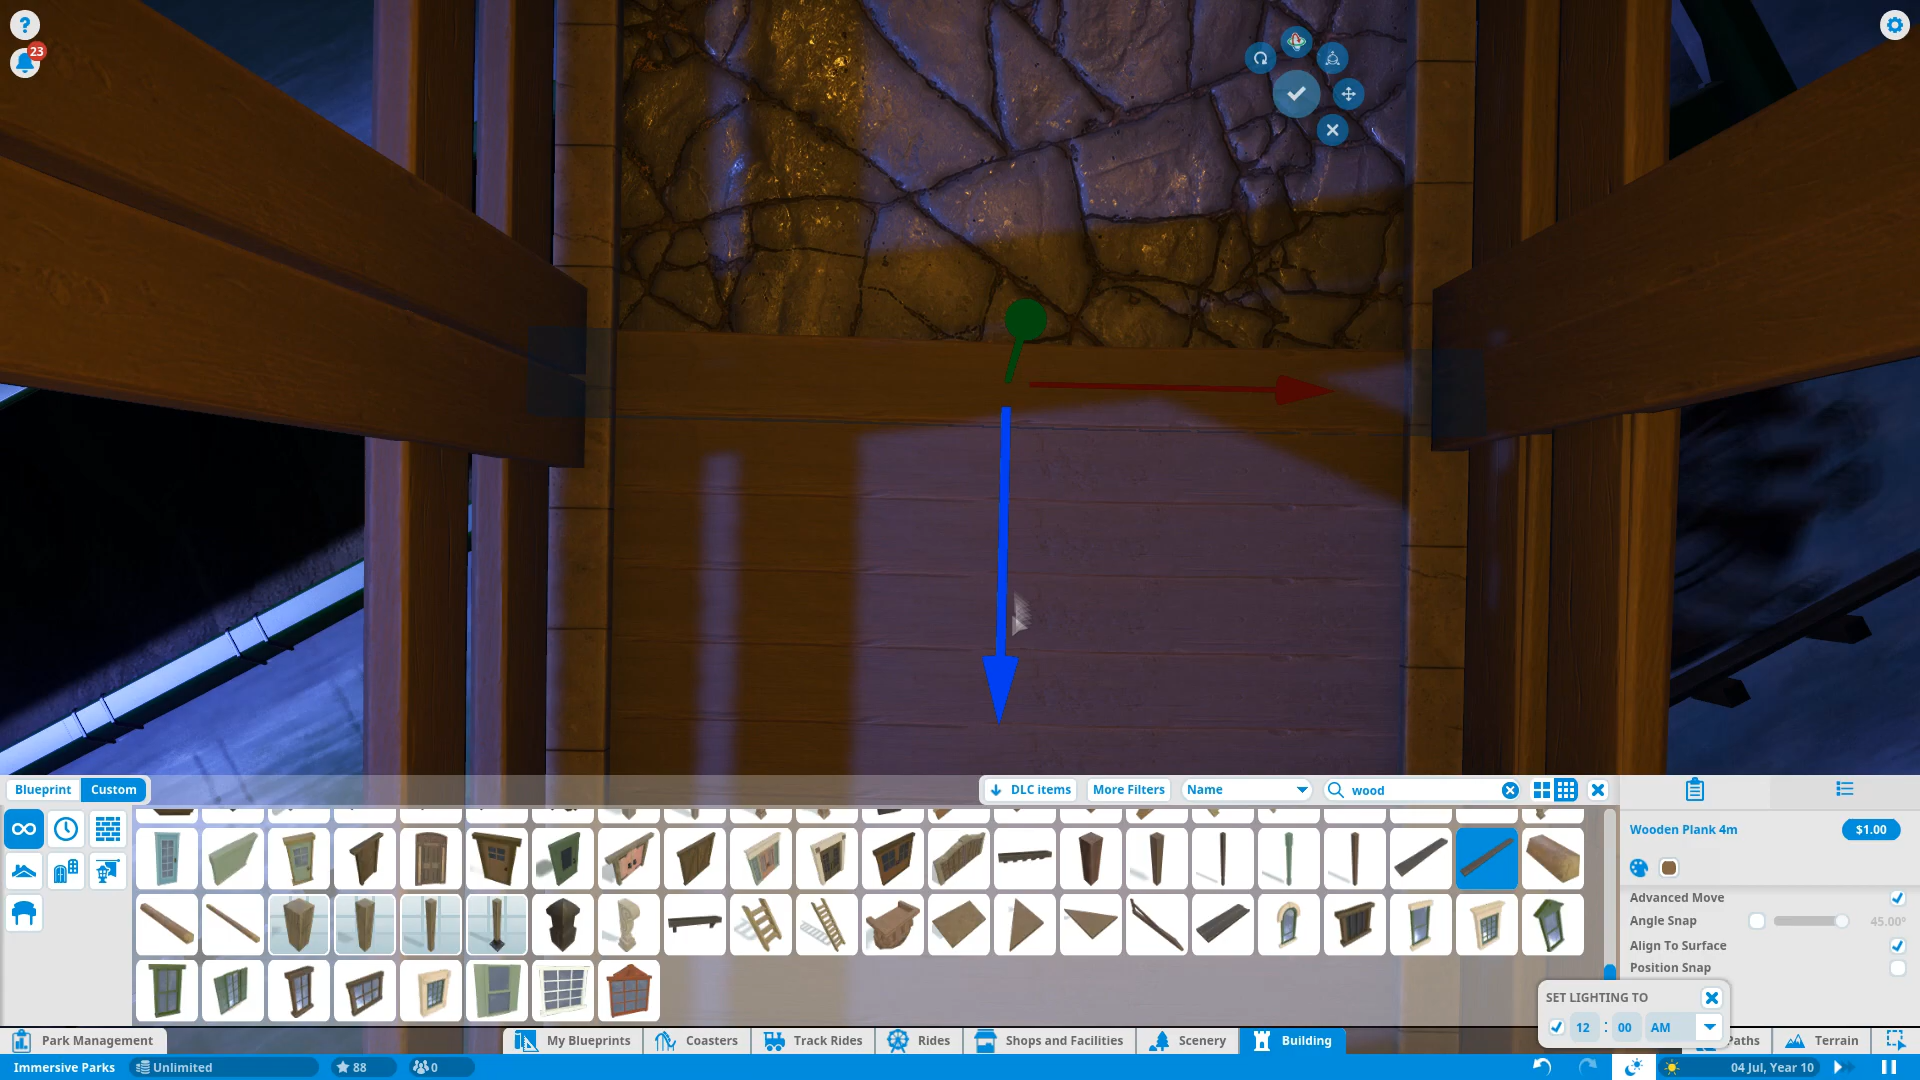 ?
23
Blueprint
Custom
DLC items
More Filters
Name
wood
Wooden Plank 4m
$1.00
Advanced Move
Angle Snap
45.00°
Align To Surface
Position Snap
SET LIGHTING TO
12 : 00 AM
Park Management
My Blueprints
Coasters
Track Rides
Rides
Shops and Facilities
Scenery
Building
Paths
Terrain
Immersive Parks
Unlimited
88
0
04 Jul, Year 10